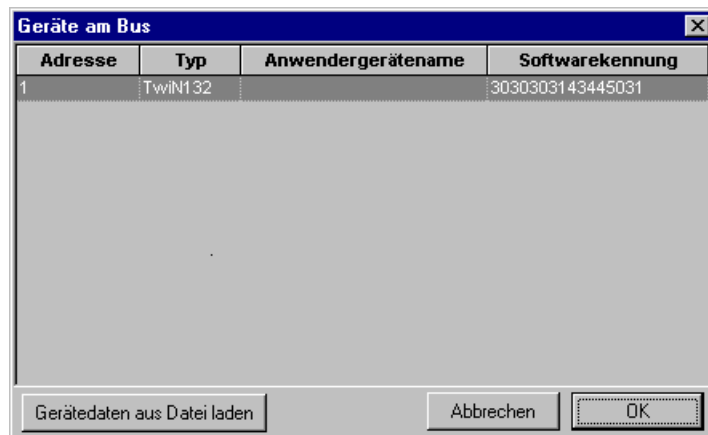 Geräte am Bus
Adresse Typ Anwendergerätename Softwarekennung
1 TwiN132 3030303143445031
Gerätedaten aus Datei laden Abbrechen OK